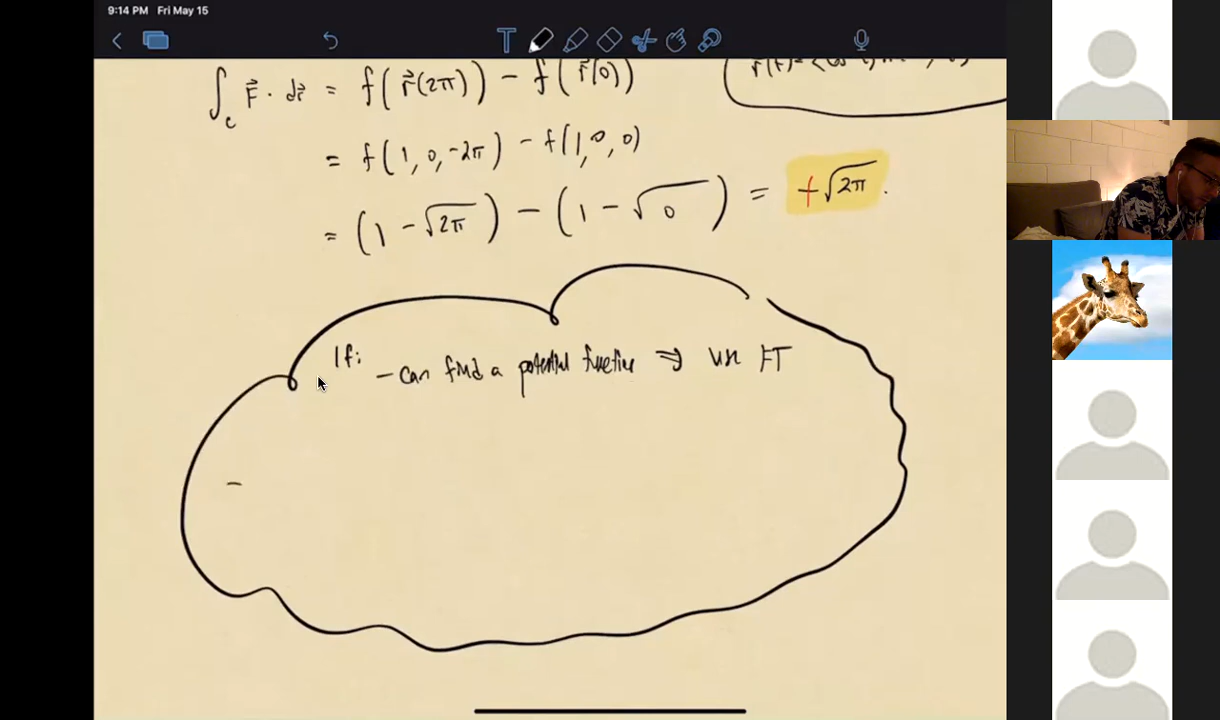 9:14 PM Fri May 15
∫_C F⃗ · dr⃗ = f(r⃗(2π)) − f(r⃗(0))
= f(1, 0, -2π) − f(1, 0, 0)
= (1 − √2π) − (1 − √0) = +√2π.
If:
− can find a potential function ⇒ use FT
−